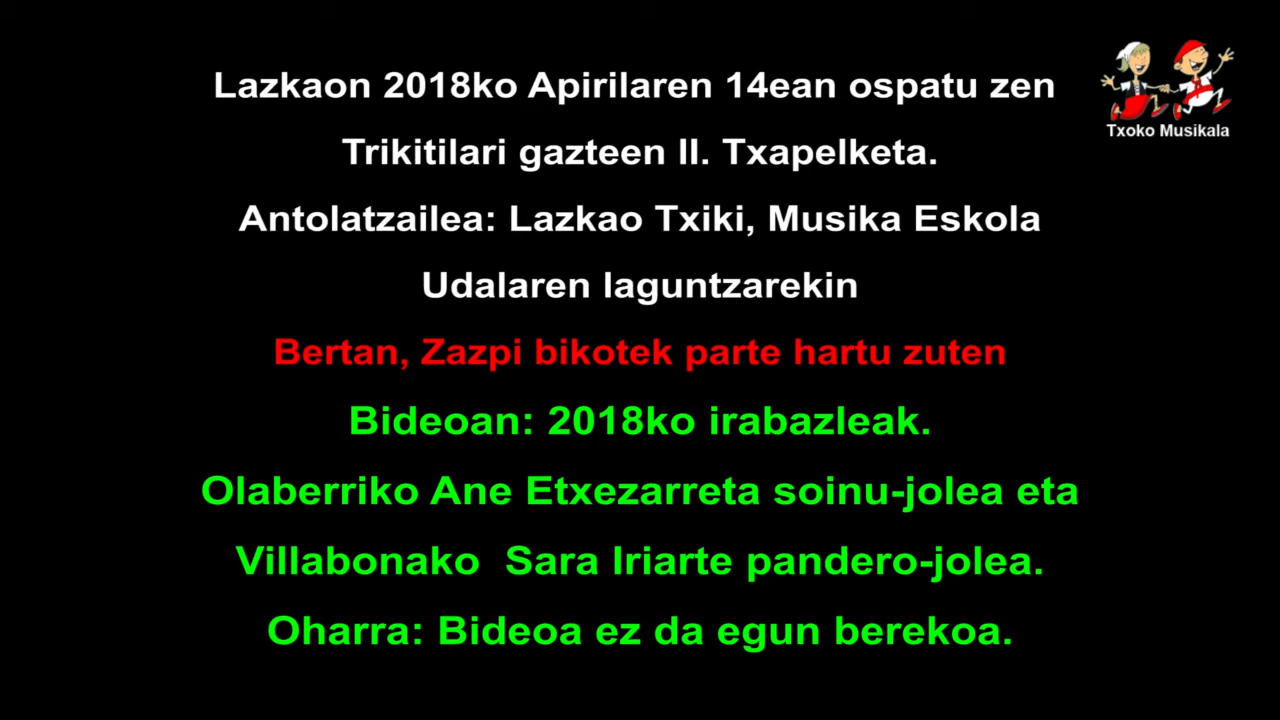 Lazkaon 2018ko Apirilaren 14ean ospatu zen
Trikitilari gazteen II. Txapelketa.
Antolatzailea: Lazkao Txiki, Musika Eskola
Udalaren laguntzarekin
Bertan, Zazpi bikotek parte hartu zuten
Bideoan: 2018ko irabazleak.
Olaberriko Ane Etxezarreta soinu-jolea eta
Villabonako  Sara Iriarte pandero-jolea.
Oharra: Bideoa ez da egun berekoa.
Txoko Musikala